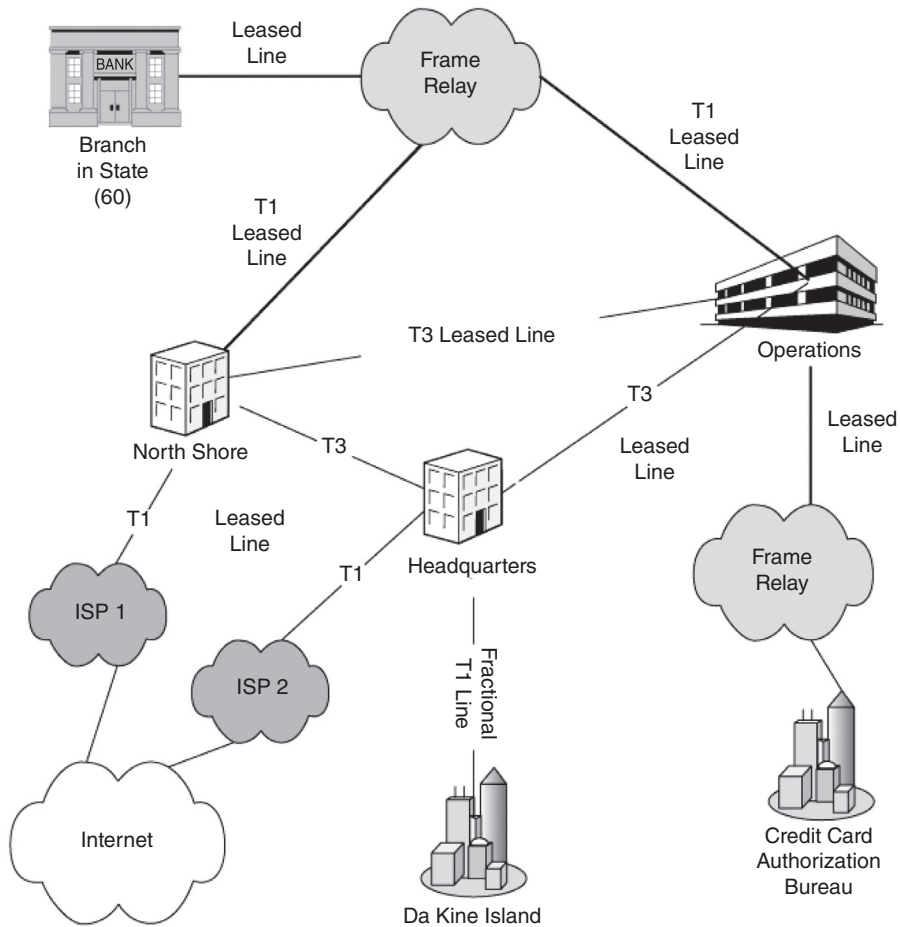 Leased
Line
BANK
Frame
Relay
Branch
in State
(60)
T1
Leased
Line
T1
Leased
Line
T3 Leased Line
Operations
North Shore
T3
T3
Leased
Line
Leased
Line
T1
Leased
Line
Headquarters
T1
ISP 1
ISP 2
Frame
Relay
Fractional
T1 Line
Internet
Da Kine Island
Credit Card
Authorization
Bureau